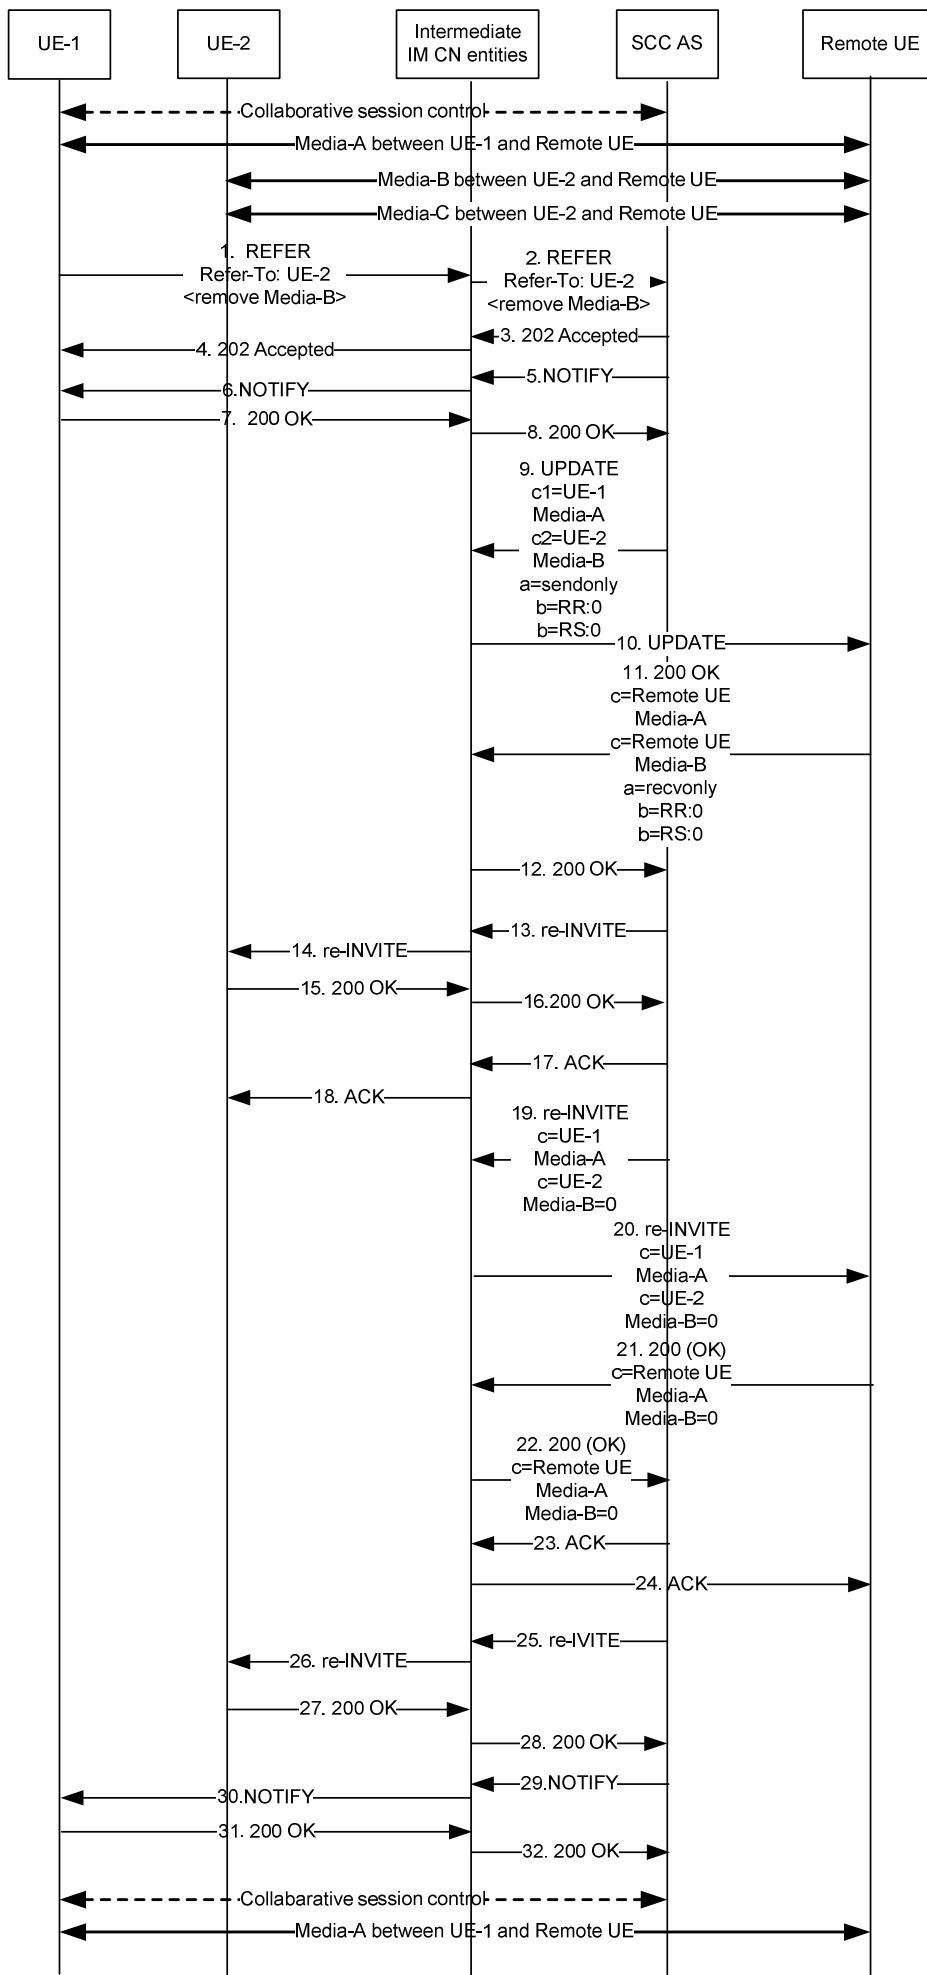 UE-1
UE-2
Intermediate
IM CN entities
SCC AS
Remote UE
Collaborative session control
Media-A between UE-1 and Remote UE
Media-B between UE-2 and Remote UE
Media-C between UE-2 and Remote UE
1. REFER
Refer-To: UE-2
<remove Media-B>
2. REFER
Refer-To: UE-2
<remove Media-B>
3. 202 Accepted
4. 202 Accepted
5.NOTIFY
6.NOTIFY
7. 200 OK
8. 200 OK
9. UPDATE
c1=UE-1
Media-A
c2=UE-2
Media-B
a=sendonly
b=RR:0
b=RS:0
10. UPDATE
11. 200 OK
c=Remote UE
Media-A
c=Remote UE
Media-B
a=recvonly
b=RR:0
b=RS:0
12. 200 OK
13. re-INVITE
14. re-INVITE
15. 200 OK
16.200 OK
17. ACK
18. ACK
19. re-INVITE
c=UE-1
Media-A
c=UE-2
Media-B=0
20. re-INVITE
c=UE-1
Media-A
c=UE-2
Media-B=0
21. 200 (OK)
c=Remote UE
Media-A
Media-B=0
22. 200 (OK)
c=Remote UE
Media-A
Media-B=0
23. ACK
24. ACK
25. re-IVITE
26. re-INVITE
27. 200 OK
28. 200 OK
29.NOTIFY
30.NOTIFY
31. 200 OK
32. 200 OK
Collabarative session control
Media-A between UE-1 and Remote UE